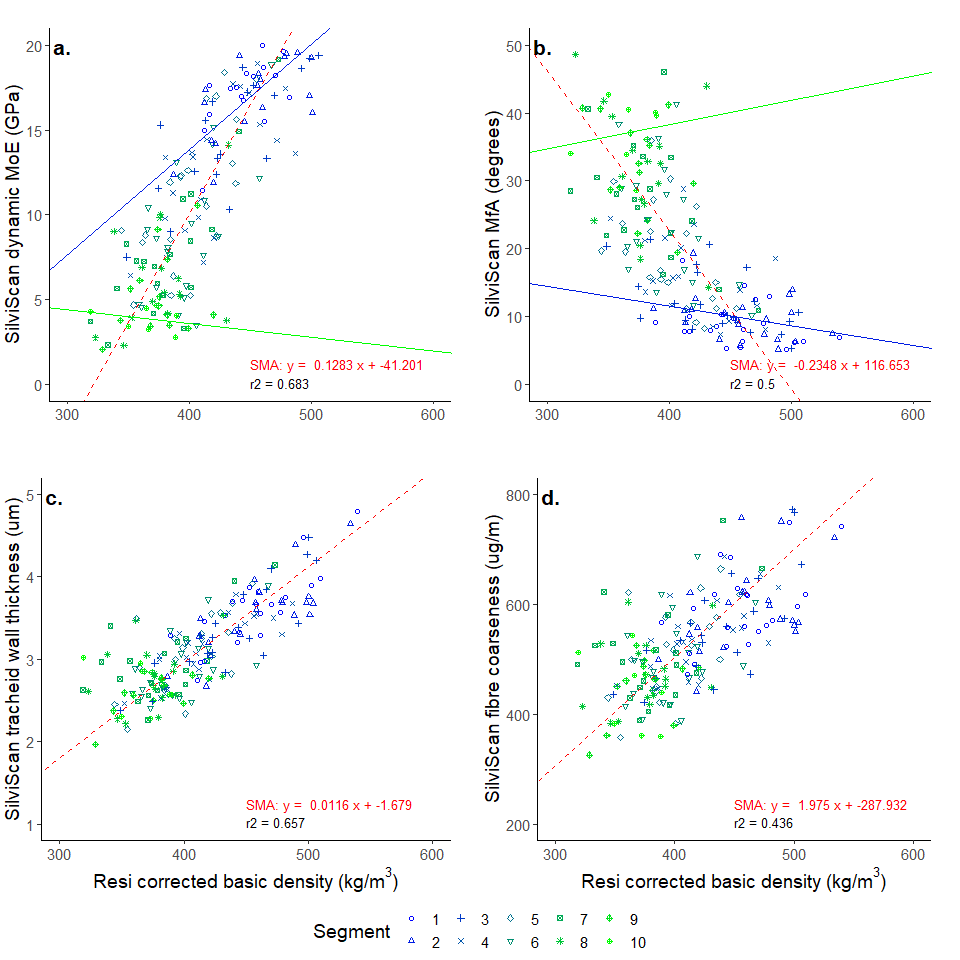 a.
SilviScan dynamic MoE (GPa)
20
15
10
5
0
300 400 500 600
SMA: y = 0.1283 x + -41.201
r2 = 0.683
b.
SilviScan MfA (degrees)
50
40
30
20
10
0
300 400 500 600
SMA: y = -0.2348 x + 116.653
r2 = 0.5
c.
SilviScan tracheid wall thickness (um)
5
4
3
2
1
300 400 500 600
SMA: y = 0.0116 x + -1.679
r2 = 0.657
Resi corrected basic density (kg/m³)
d.
SilviScan fibre coarseness (ug/m)
800
600
400
200
300 400 500 600
SMA: y = 1.975 x + -287.932
r2 = 0.436
Resi corrected basic density (kg/m³)
Segment
1 3 5 7 9
2 4 6 8 10